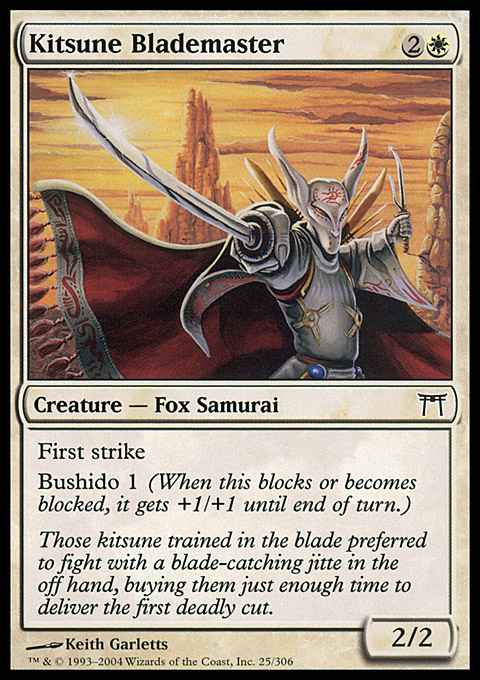 Kitsune Blademaster 2
Creature — Fox Samurai
First strike
Bushido 1 (When this blocks or becomes
blocked, it gets +1/+1 until end of turn.)
Those kitsune trained in the blade preferred
to fight with a blade-catching jitte in the
off hand, buying them just enough time to
deliver the first deadly cut.
2/2
Keith Garletts
™ & © 1993–2004 Wizards of the Coast, Inc. 25/306